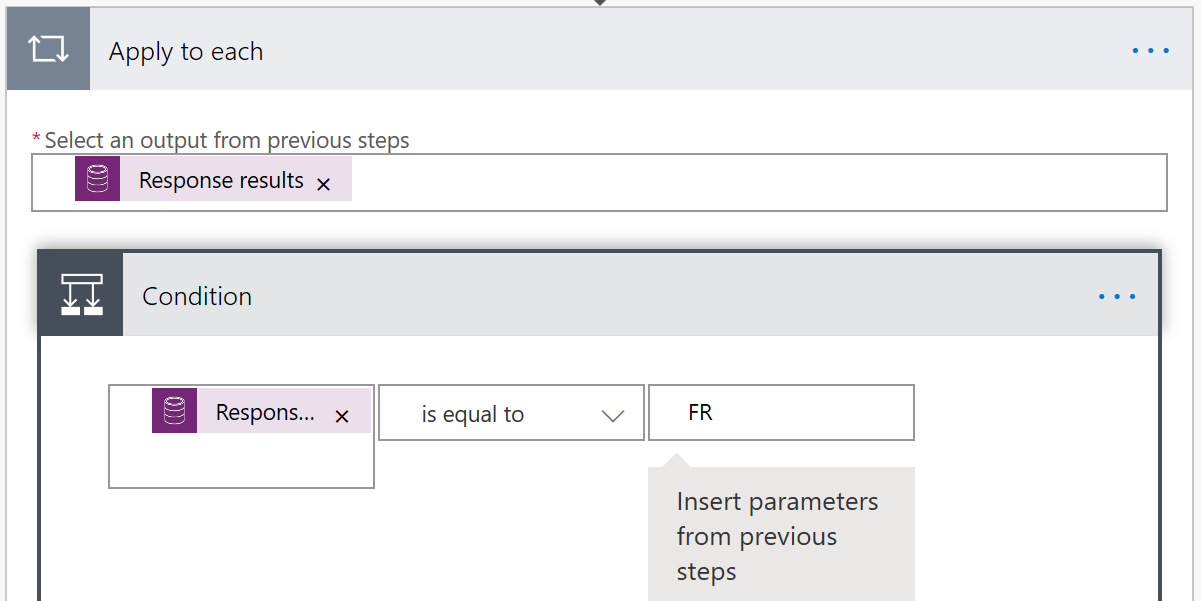 Apply to each
* Select an output from previous steps
Response results ×
Condition
Respons... ×
is equal to
FR
Insert parameters
from previous
steps